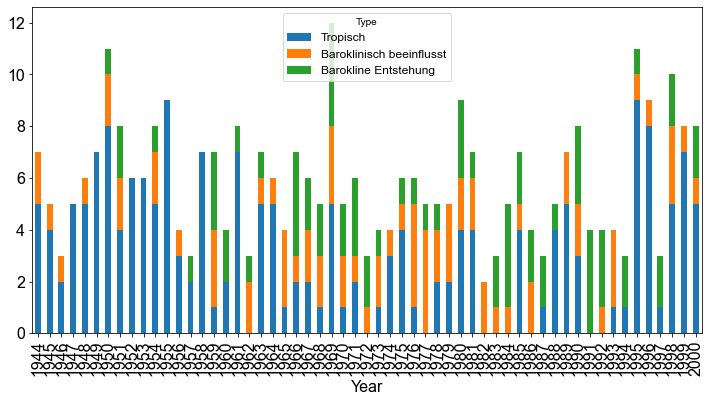 Type
Tropisch
Baroklinisch beeinflusst
Barokline Entstehung
12
10
8
6
4
2
0
1944 1945 1946 1947 1948 1949 1950 1951 1952 1953 1954 1955 1956 1957 1958 1959 1960 1961 1962 1963 1964 1965 1966 1967 1968 1969 1970 1971 1972 1973 1974 1975 1976 1977 1978 1979 1980 1981 1982 1983 1984 1985 1986 1987 1988 1989 1990 1991 1992 1993 1994 1995 1996 1997 1998 1999 2000
Year